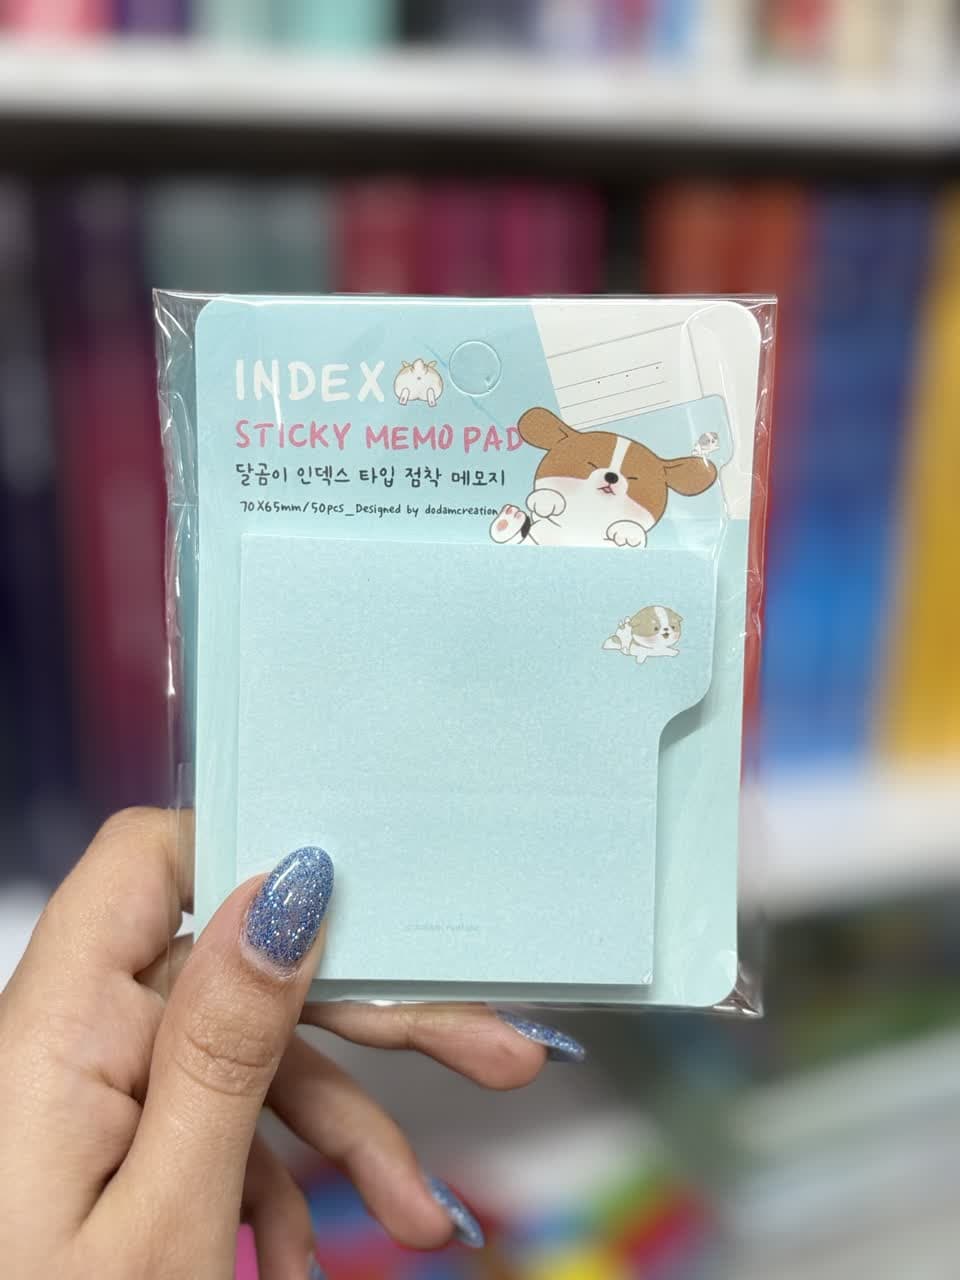 INDEX
STICKY MEMO PAD
달곰이 인덱스 타입 점착 메모지
70X65mm/50pcs_Designed by dodamcreation